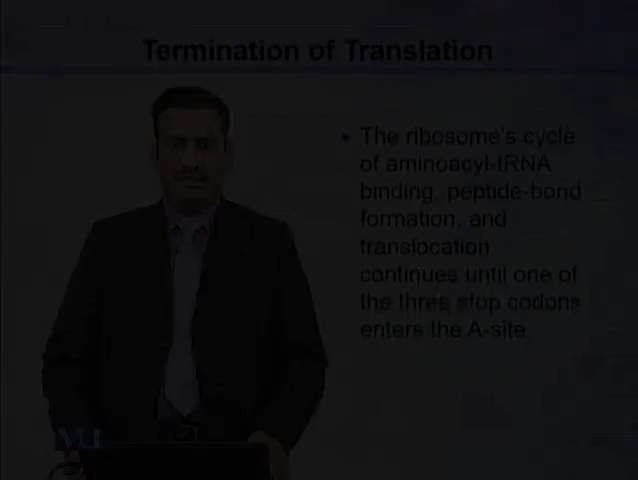 Termination of Translation
• The ribosome's cycle
of aminoacyl-tRNA
binding, peptide-bond
formation, and
translocation
continues until one of
the three stop codons
enters the A-site
VU